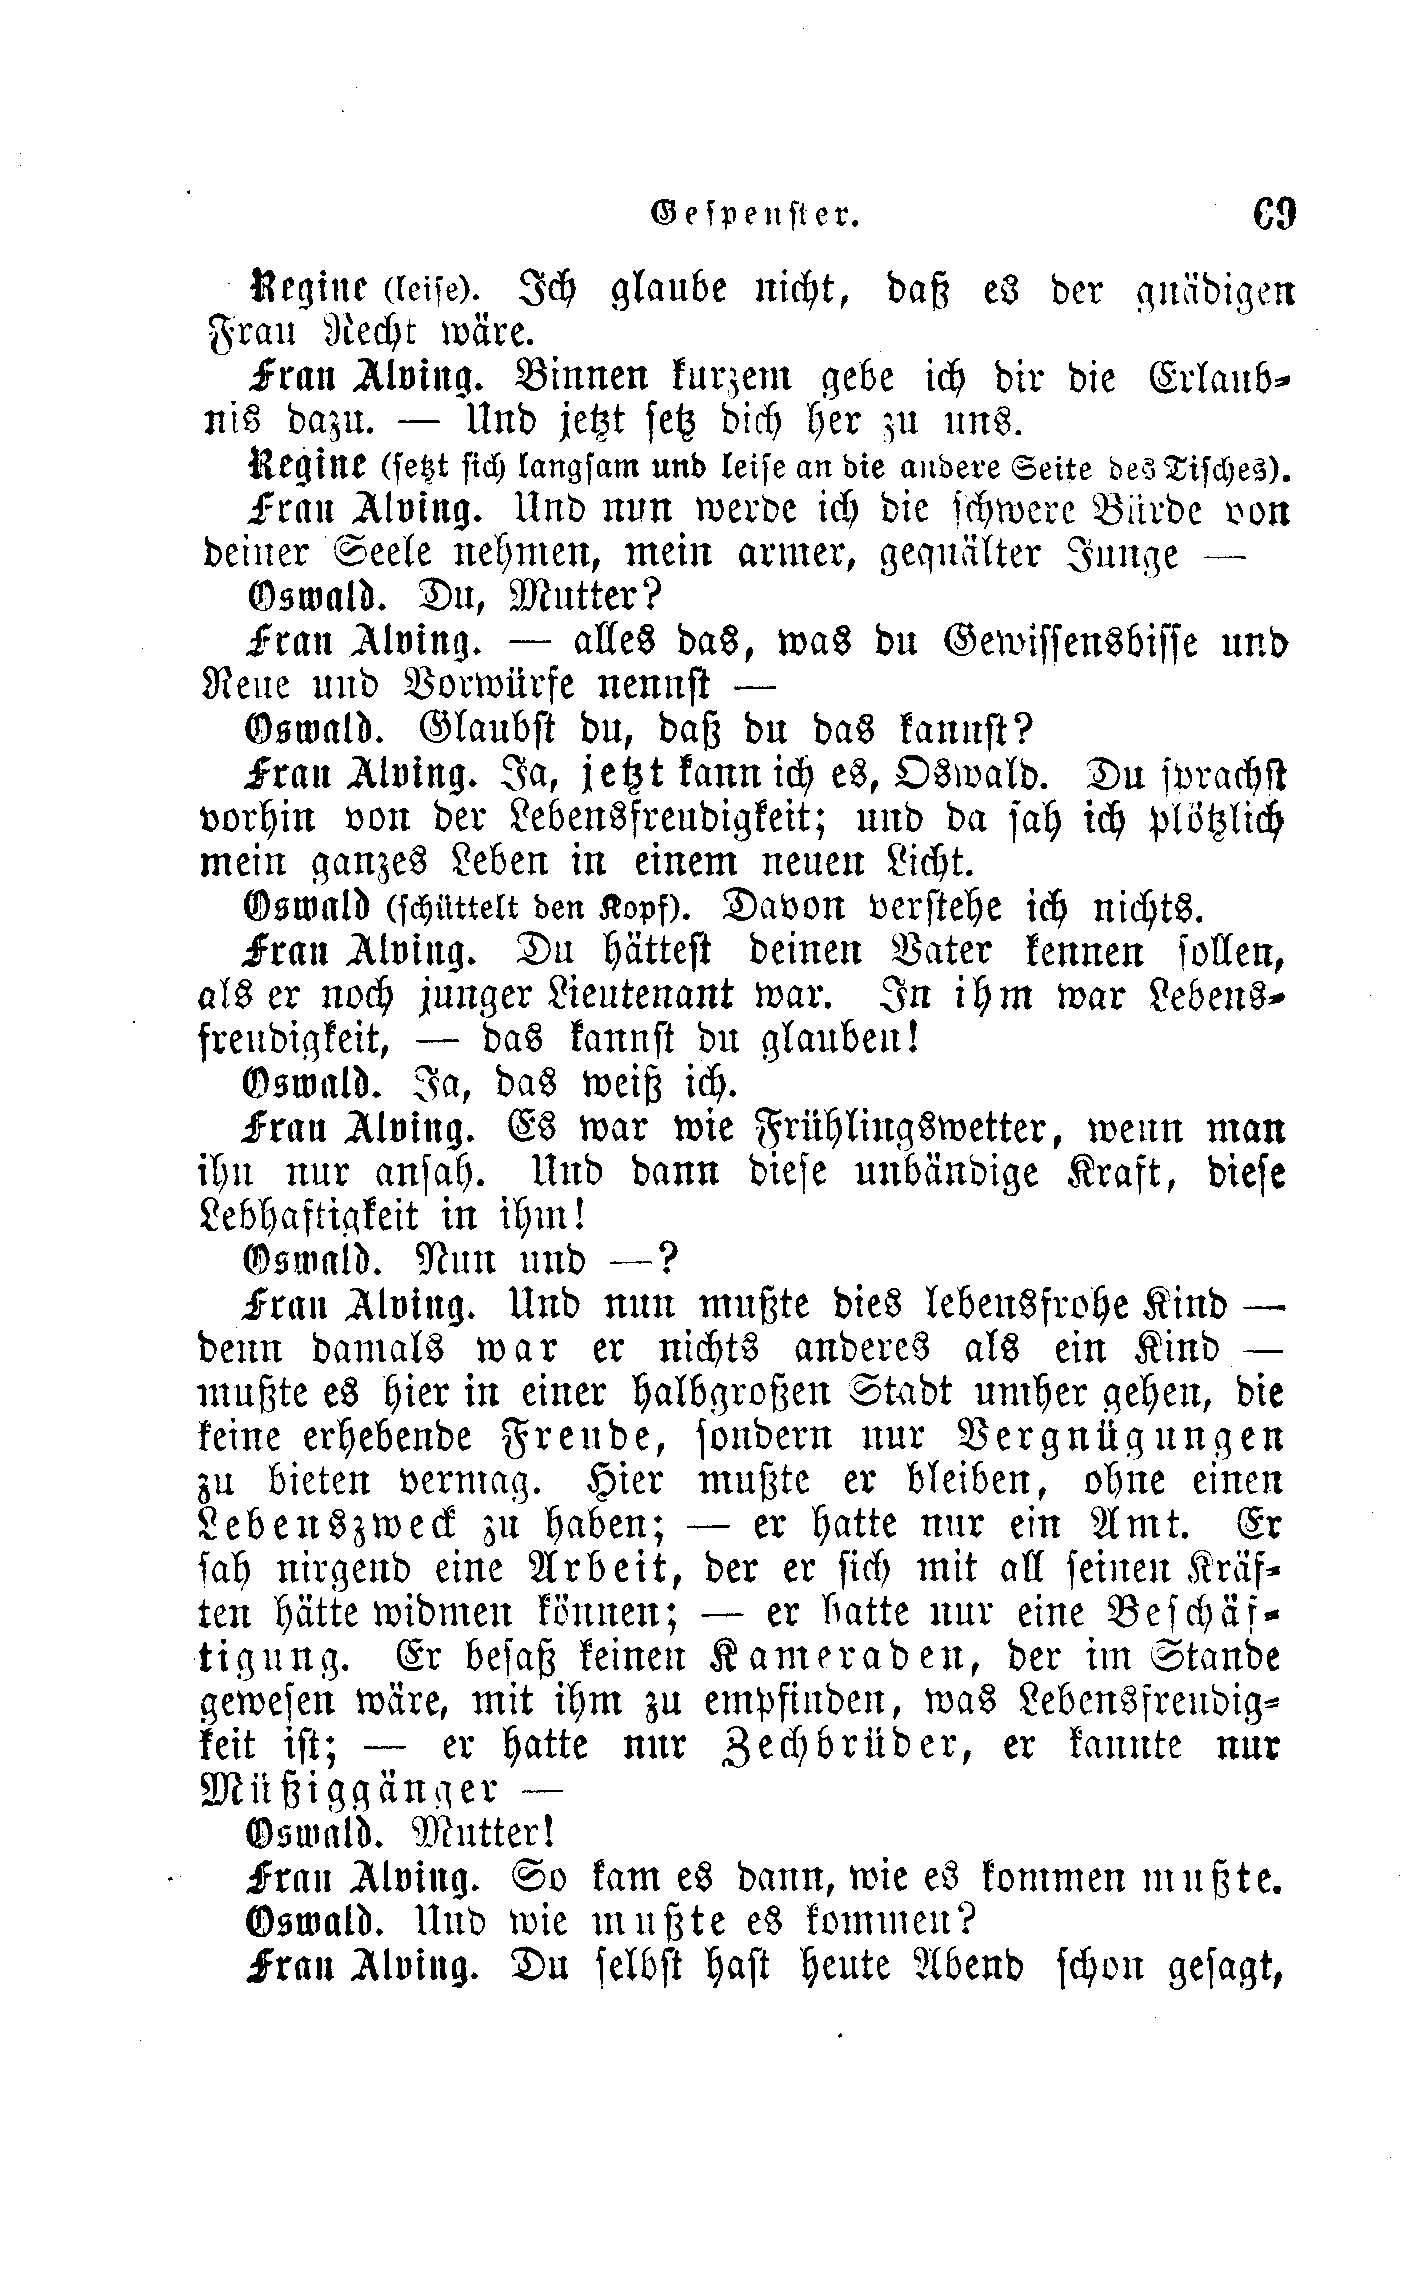 Gespenster. 69
Regine (leise). Ich glaube nicht, daß es der gnädigen
Frau Recht wäre.
Frau Alving. Binnen kurzem gebe ich dir die Erlaub-
nis dazu. — Und jetzt setz dich her zu uns.
Regine (setzt sich langsam und leise an die andere Seite des Tisches).
Frau Alving. Und nun werde ich die schwere Bürde von
deiner Seele nehmen, mein armer, gequälter Junge —
Oswald. Du, Mutter?
Frau Alving. — alles das, was du Gewissensbisse und
Reue und Vorwürfe nennst —
Oswald. Glaubst du, daß du das kannst?
Frau Alving. Ja, jetzt kann ich es, Oswald. Du sprachst
vorhin von der Lebensfreudigkeit; und da sah ich plötzlich
mein ganzes Leben in einem neuen Licht.
Oswald (schüttelt den Kopf). Davon verstehe ich nichts.
Frau Alving. Du hättest deinen Vater kennen sollen,
als er noch junger Lieutenant war. In ihm war Lebens-
freudigkeit, — das kannst du glauben!
Oswald. Ja, das weiß ich.
Frau Alving. Es war wie Frühlingswetter, wenn man
ihn nur ansah. Und dann diese unbändige Kraft, diese
Lebhaftigkeit in ihm!
Oswald. Nun und —?
Frau Alving. Und nun mußte dies lebensfrohe Kind —
denn damals war er nichts anderes als ein Kind —
mußte es hier in einer halbgroßen Stadt umher gehen, die
keine erhebende Freude, sondern nur Vergnügungen
zu bieten vermag. Hier mußte er bleiben, ohne einen
Lebenszweck zu haben; — er hatte nur ein Amt. Er
sah nirgend eine Arbeit, der er sich mit all seinen Kräf-
ten hätte widmen können; — er hatte nur eine Beschäf-
tigung. Er besaß keinen Kameraden, der im Stande
gewesen wäre, mit ihm zu empfinden, was Lebensfreudig-
keit ist; — er hatte nur Zechbrüder, er kannte nur
Müßiggänger —
Oswald. Mutter!
Frau Alving. So kam es dann, wie es kommen mußte.
Oswald. Und wie mußte es kommen?
Frau Alving. Du selbst hast heute Abend schon gesagt,